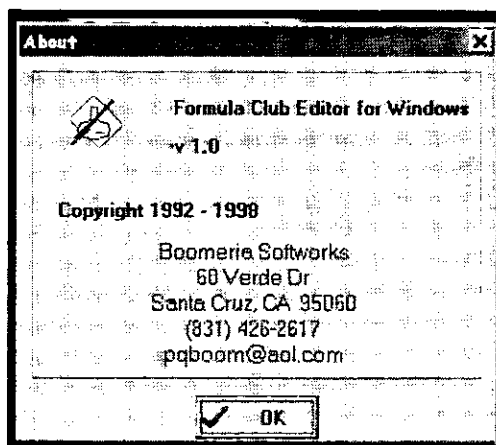 About
Formula Club Editor for Windows
v 1.0
Copyright 1992 - 1998
Boomeria Softworks
60 Verde Dr
Santa Cruz, CA 95060
(831) 426-2617
pqboom@aol.com
OK